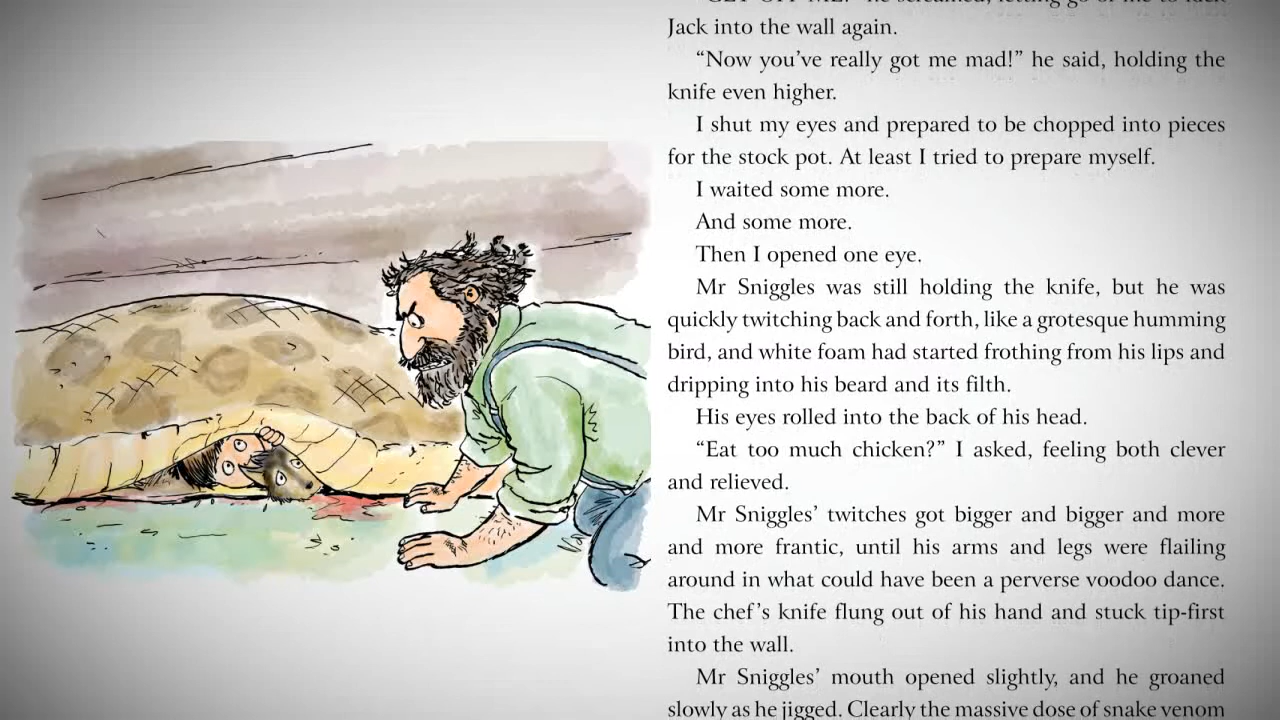 Jack into the wall again.
“Now you’ve really got me mad!” he said, holding the
knife even higher.
I shut my eyes and prepared to be chopped into pieces
for the stock pot. At least I tried to prepare myself.
I waited some more.
And some more.
Then I opened one eye.
Mr Sniggles was still holding the knife, but he was
quickly twitching back and forth, like a grotesque humming
bird, and white foam had started frothing from his lips and
dripping into his beard and its filth.
His eyes rolled into the back of his head.
“Eat too much chicken?” I asked, feeling both clever
and relieved.
Mr Sniggles’ twitches got bigger and bigger and more
and more frantic, until his arms and legs were flailing
around in what could have been a perverse voodoo dance.
The chef’s knife flung out of his hand and stuck tip-first
into the wall.
Mr Sniggles’ mouth opened slightly, and he groaned
slowly as he jigged. Clearly the massive dose of snake venom